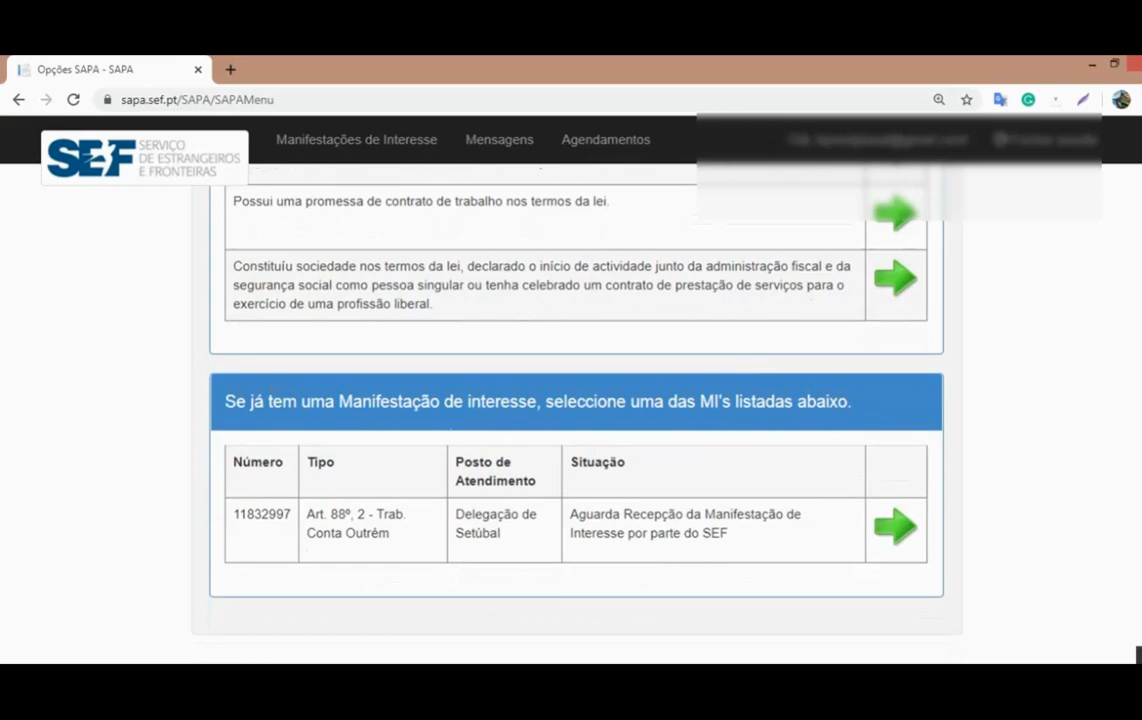 Opções SAPA - SAPA
sapa.sef.pt/SAPA/SAPAMenu
SEF SERVIÇO
DE ESTRANGEIROS
E FRONTEIRAS
Manifestações de Interesse
Mensagens
Agendamentos
Possui uma promessa de contrato de trabalho nos termos da lei.
Constituíu sociedade nos termos da lei, declarado o início de actividade junto da administração fiscal e da
segurança social como pessoa singular ou tenha celebrado um contrato de prestação de serviços para o
exercício de uma profissão liberal.
Se já tem uma Manifestação de interesse, seleccione uma das MI's listadas abaixo.
Número
Tipo
Posto de
Atendimento
Situação
11832997
Art. 88º, 2 - Trab.
Conta Outrém
Delegação de
Setúbal
Aguarda Recepção da Manifestação de
Interesse por parte do SEF